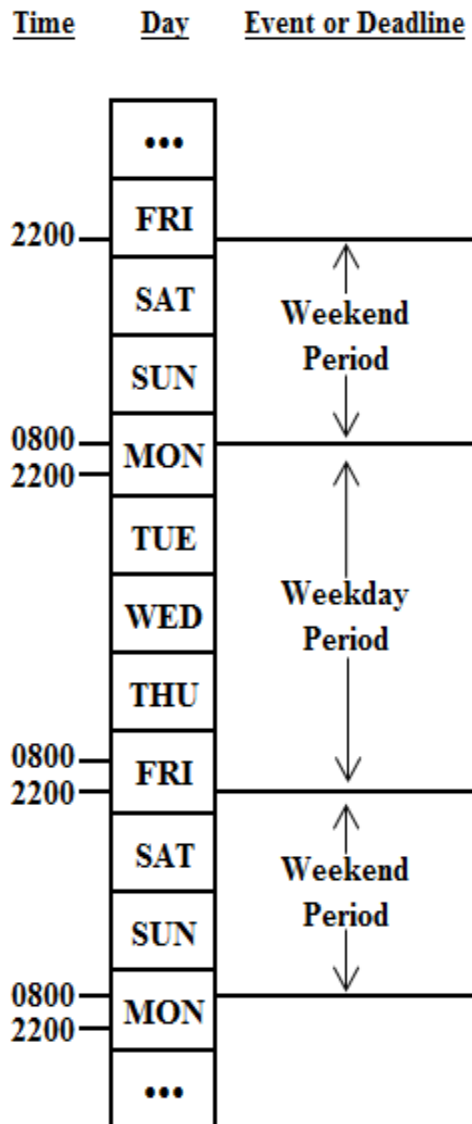 Time Day Event or Deadline
•••
FRI
2200
SAT
Weekend
Period
SUN
0800
MON
2200
TUE
WED
Weekday
Period
THU
0800
FRI
2200
SAT
Weekend
Period
SUN
0800
MON
2200
•••